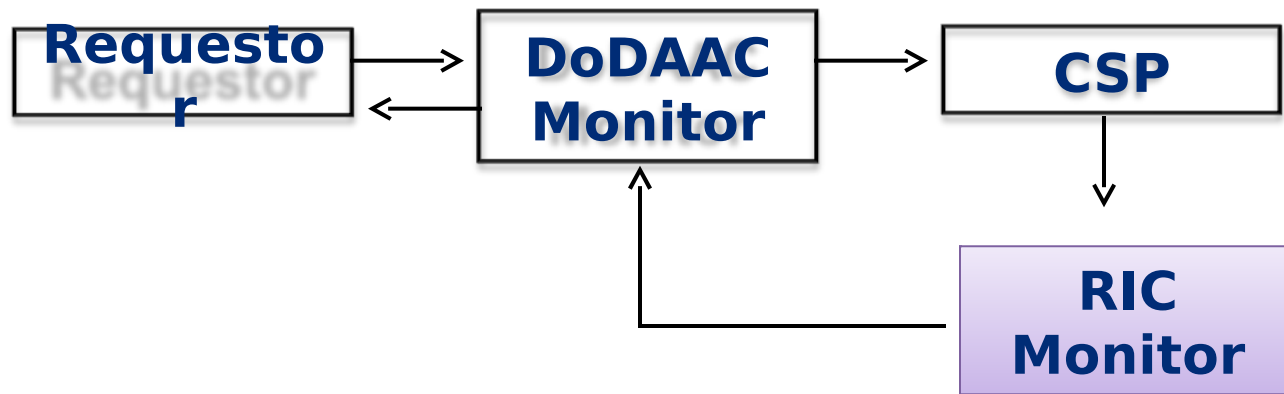 Requesto
r
DoDAAC
Monitor
CSP
RIC
Monitor